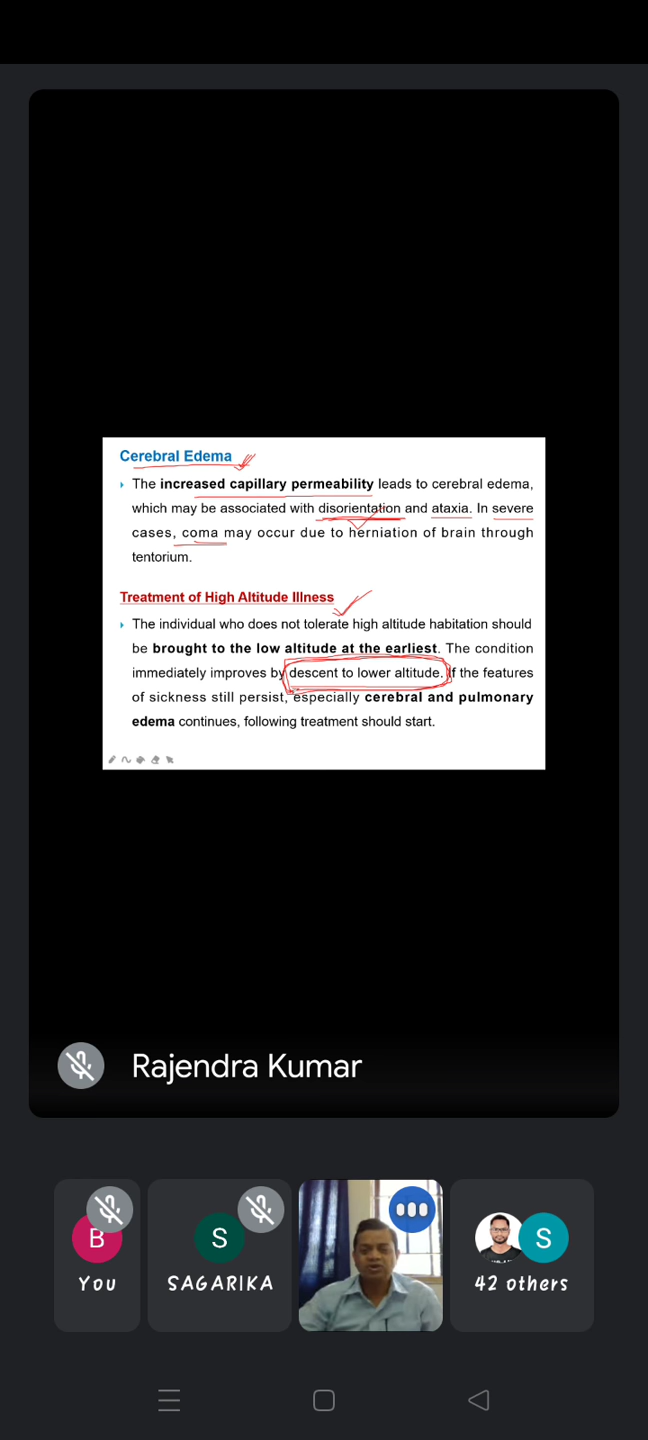 Cerebral Edema
The increased capillary permeability leads to cerebral edema,
which may be associated with disorientation and ataxia. In severe
cases, coma may occur due to herniation of brain through
tentorium.
Treatment of High Altitude Illness
The individual who does not tolerate high altitude habitation should
be brought to the low altitude at the earliest. The condition
immediately improves by descent to lower altitude. If the features
of sickness still persist, especially cerebral and pulmonary
edema continues, following treatment should start.
Rajendra Kumar
B
You
S
SAGARIKA
S
42 others